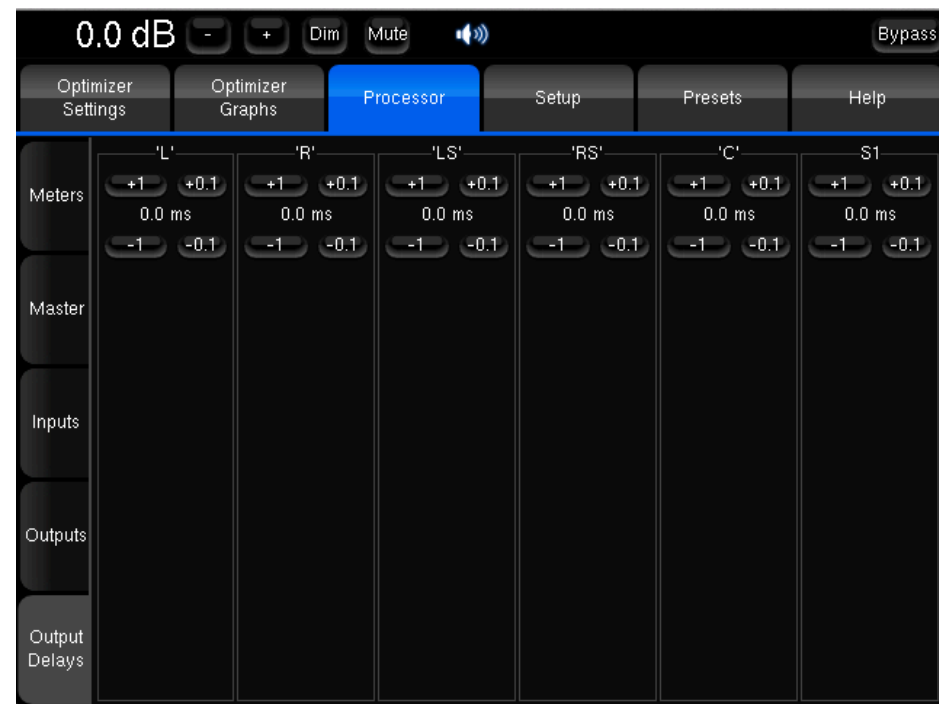 0.0 dB - + Dim Mute Bypass
Optimizer Settings Optimizer Graphs Processor Setup Presets Help
'L' 'R' 'LS' 'RS' 'C' S1
Meters +1 +0.1 +1 +0.1 +1 +0.1 +1 +0.1 +1 +0.1 +1 +0.1
0.0 ms 0.0 ms 0.0 ms 0.0 ms 0.0 ms 0.0 ms
-1 -0.1 -1 -0.1 -1 -0.1 -1 -0.1 -1 -0.1 -1 -0.1
Master
Inputs
Outputs
Output
Delays